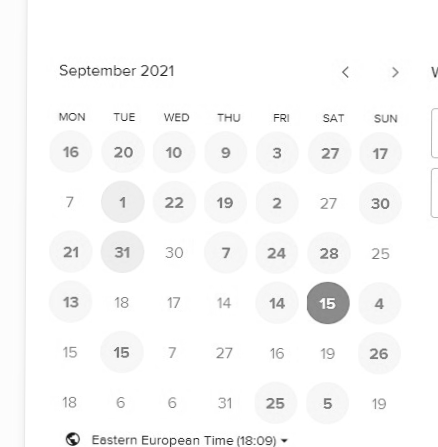 September 2021
MON TUE WED THU FRI SAT SUN
16 20 10 9 3 27 17
7 1 22 19 2 27 30
21 31 30 7 24 28 25
13 18 17 14 14 15 4
15 15 7 27 16 19 26
18 6 6 31 25 5 19
Eastern European Time (18:09)